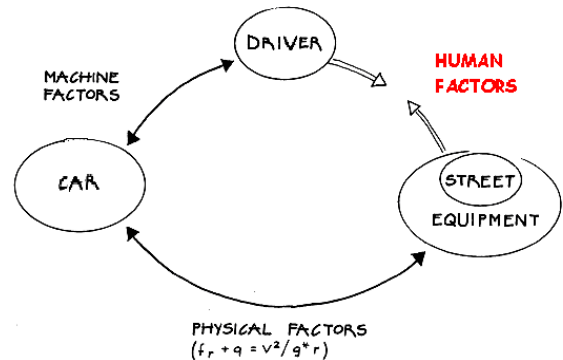 DRIVER
HUMAN
FACTORS
MACHINE
FACTORS
CAR
STREET
EQUIPMENT
PHYSICAL FACTORS
(fr + q = v²/g*r)